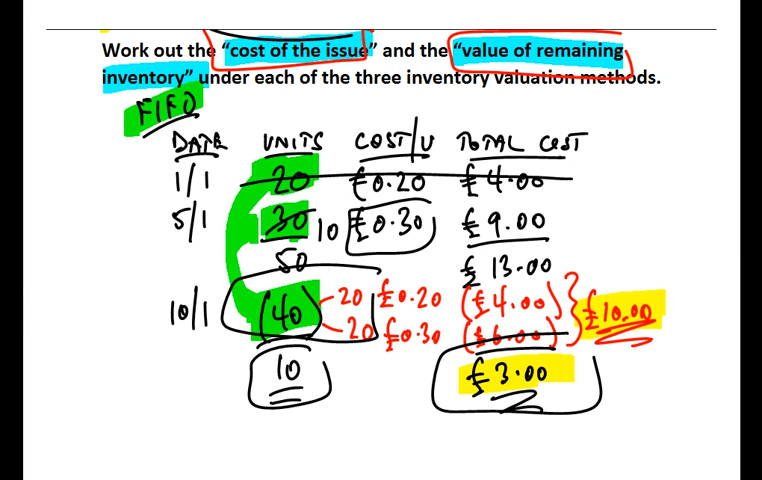 Work out the “cost of the issue” and the “value of remaining
inventory” under each of the three inventory valuation methods.
FIFO
DATE UNITS COST/U TOTAL COST
1/1 20 £0.20 £4.00
5/1 30 10 £0.30 £9.00
50 £13.00
10/1 (40) 20 £0.20 (£4.00) £10.00
20 £0.30 (£6.00)
10 £3.00